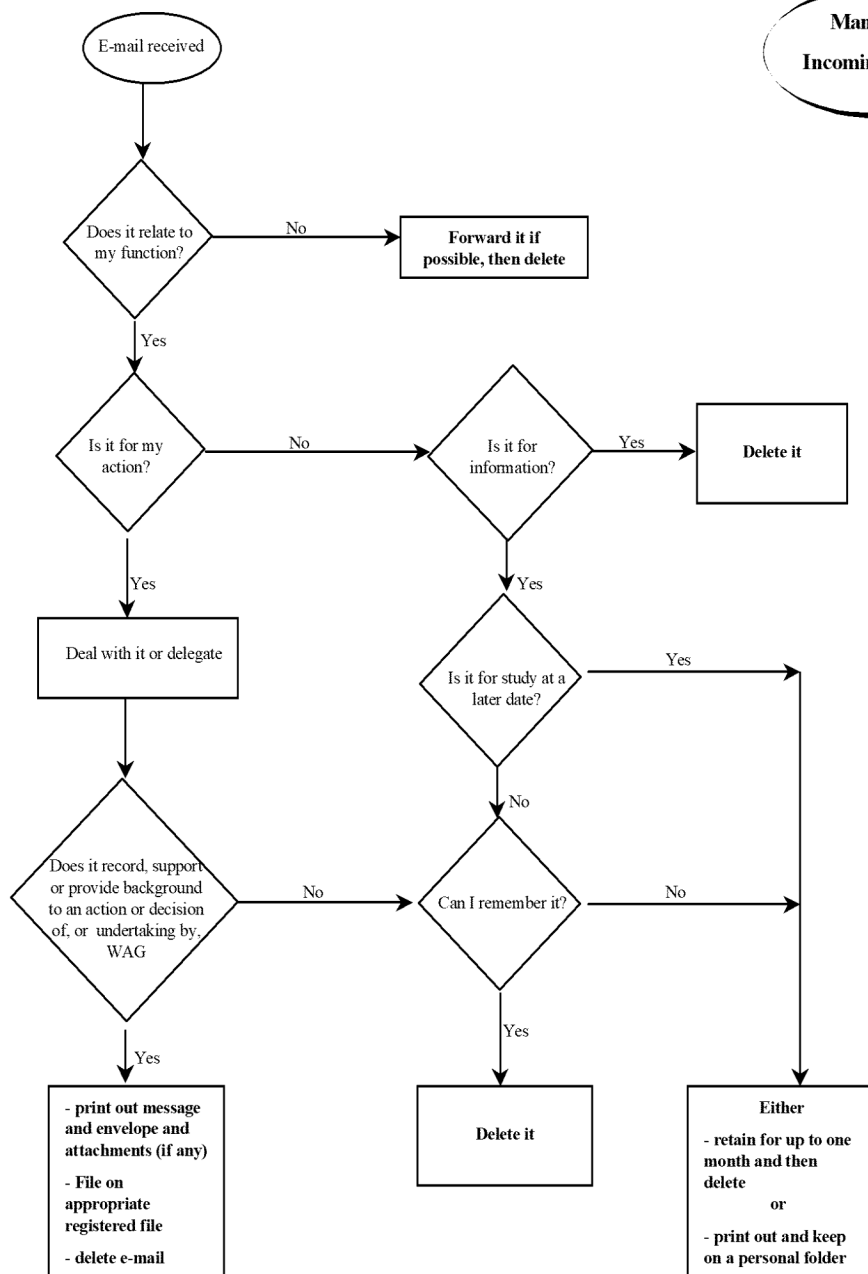 E-mail received
Man
Incomin
Does it relate to
my function?
No
Forward it if
possible, then delete
Yes
Is it for my
action?
No
Is it for
information?
Yes
Delete it
Yes
Yes
Deal with it or delegate
Is it for study at a
later date?
Yes
No
Does it record, support
or provide background
to an action or decision
of, or undertaking by,
WAG
No
Can I remember it?
No
Yes
Yes
- print out message
and envelope and
attachments (if any)
- File on
appropriate
registered file
- delete e-mail
Delete it
Either
- retain for up to one
month and then
delete
or
- print out and keep
on a personal folder